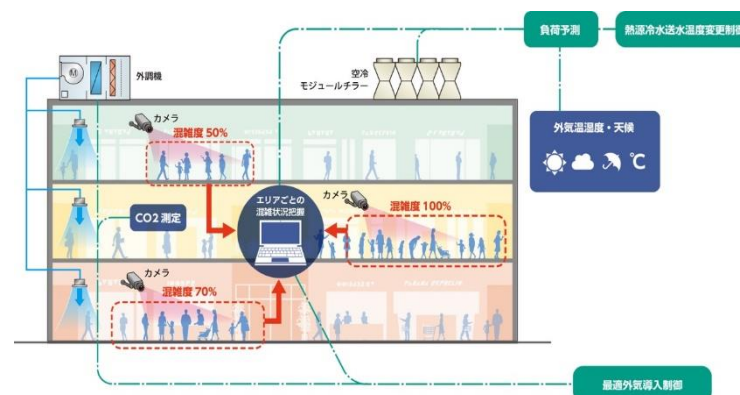 負荷予測
熱源冷水送水温度変更制御
外調機
空冷
モジュールチラー
カメラ
混雑度 50%
外気温湿度・天候
℃
エリアごとの
混雑状況把握
カメラ
混雑度 100%
CO2 測定
カメラ
混雑度 70%
最適外気導入制御